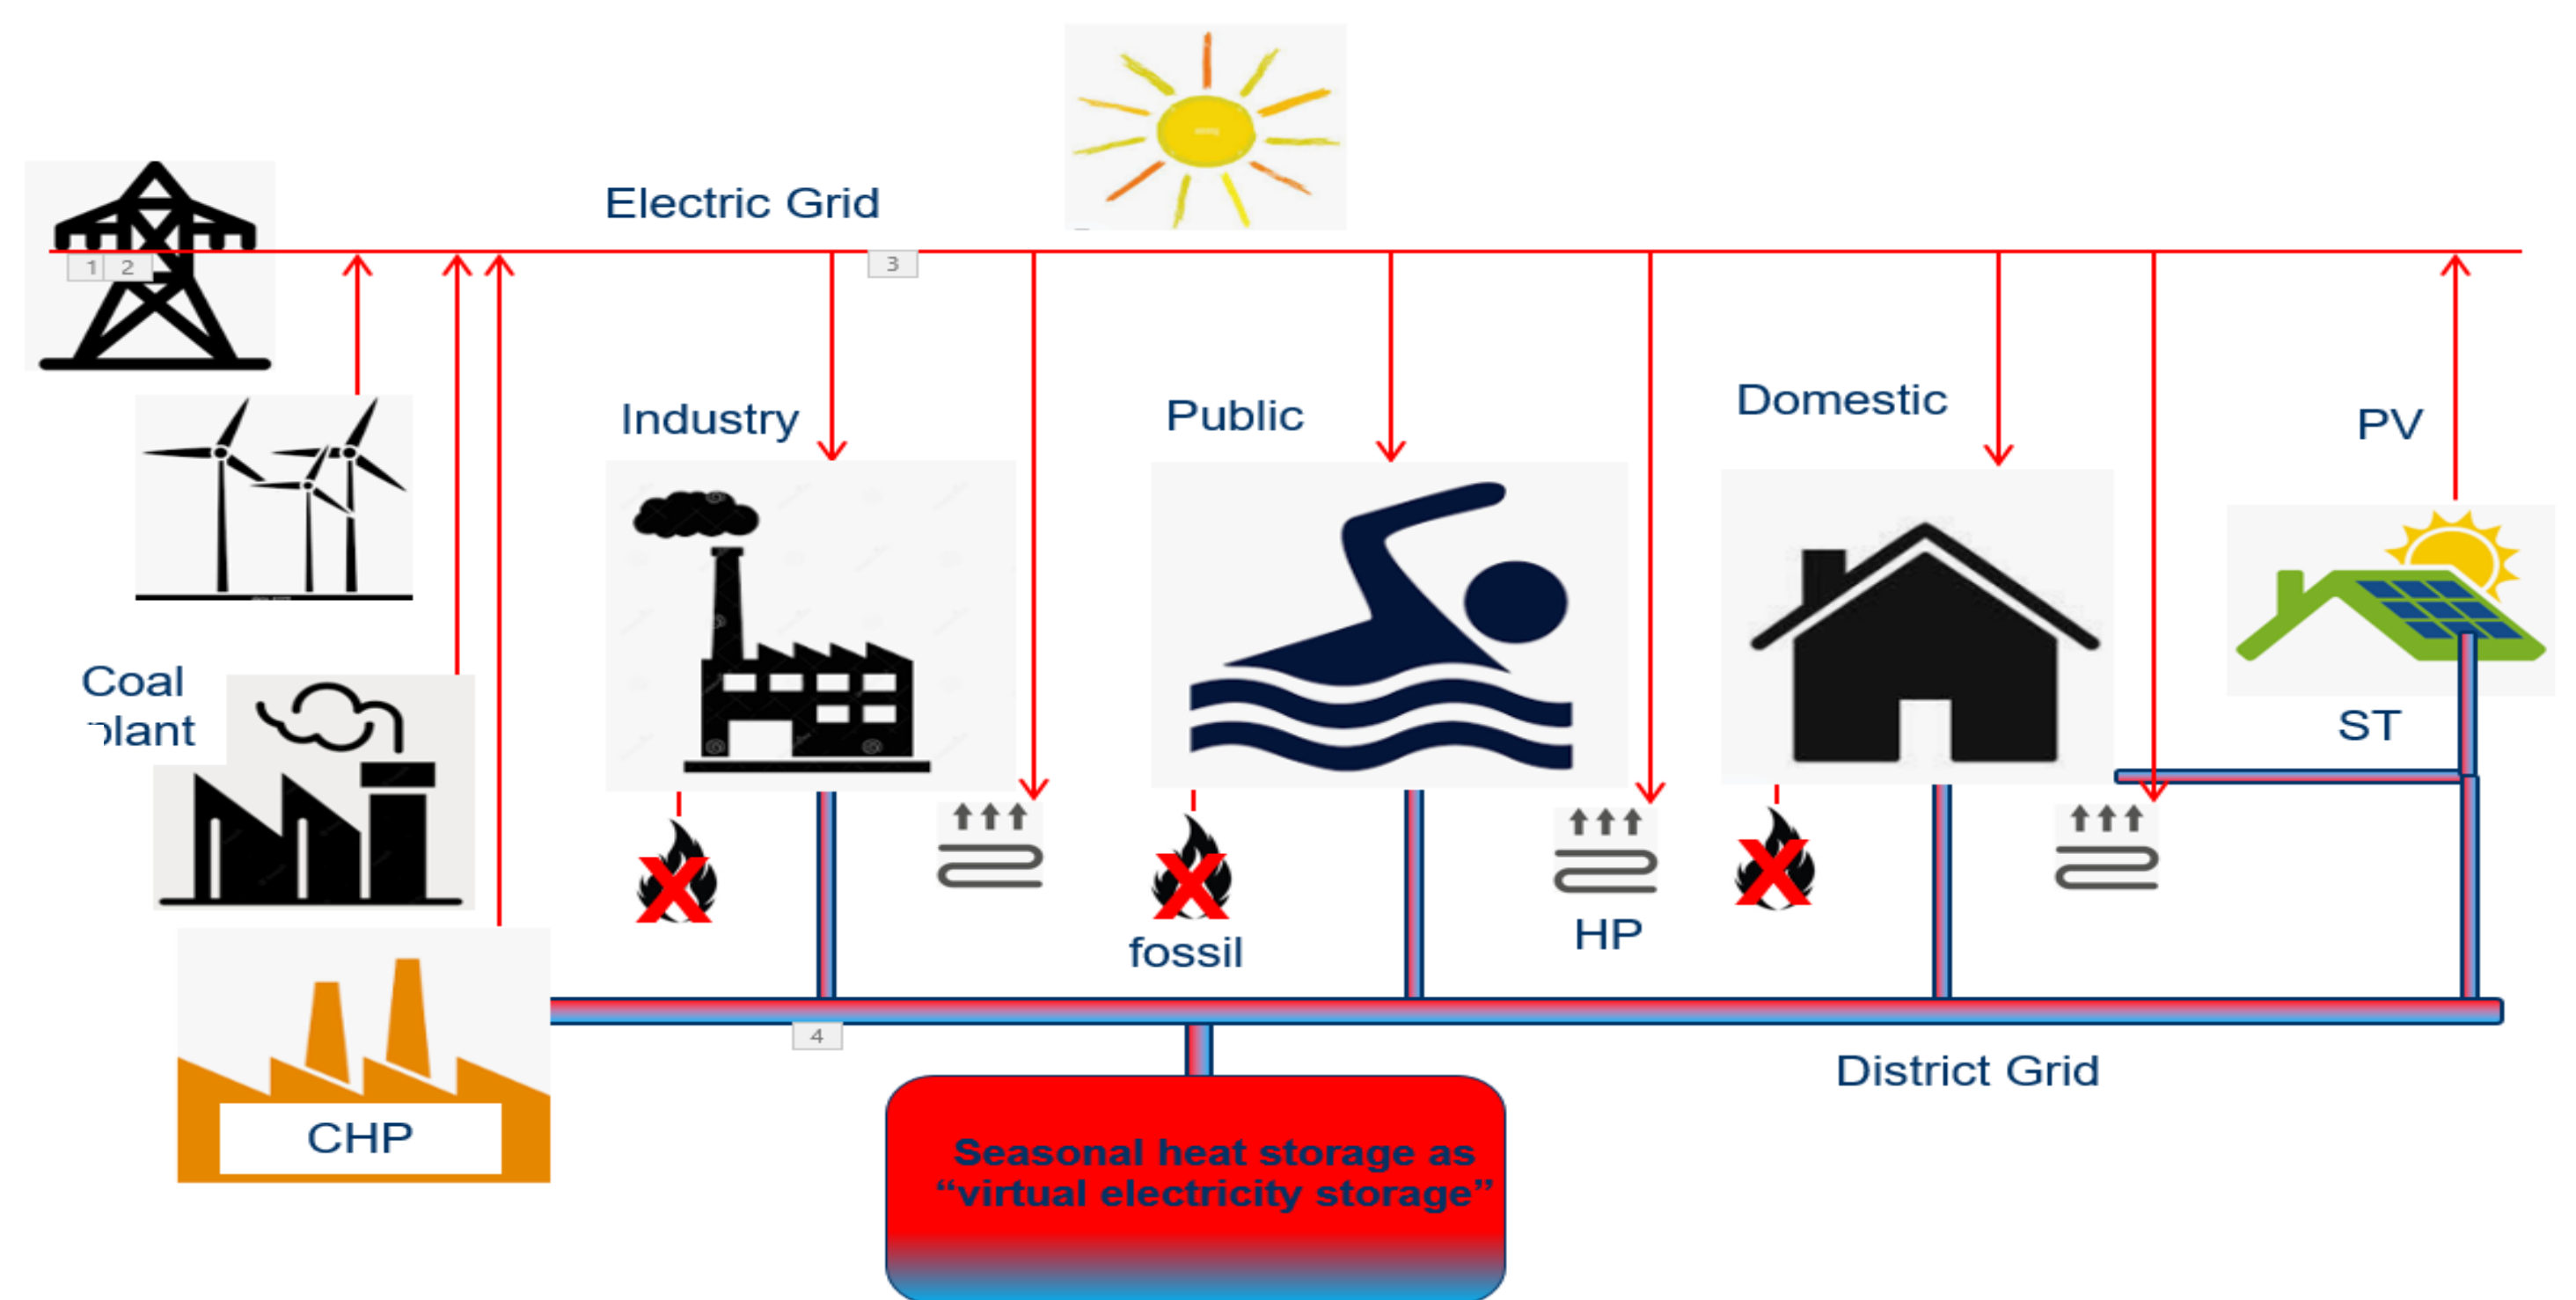 Electric Grid
1 2
3
Industry
Public
Domestic
PV
Coal
plant
ST
HP
fossil
4
District Grid
CHP
Seasonal heat storage as
“virtual electricity storage”